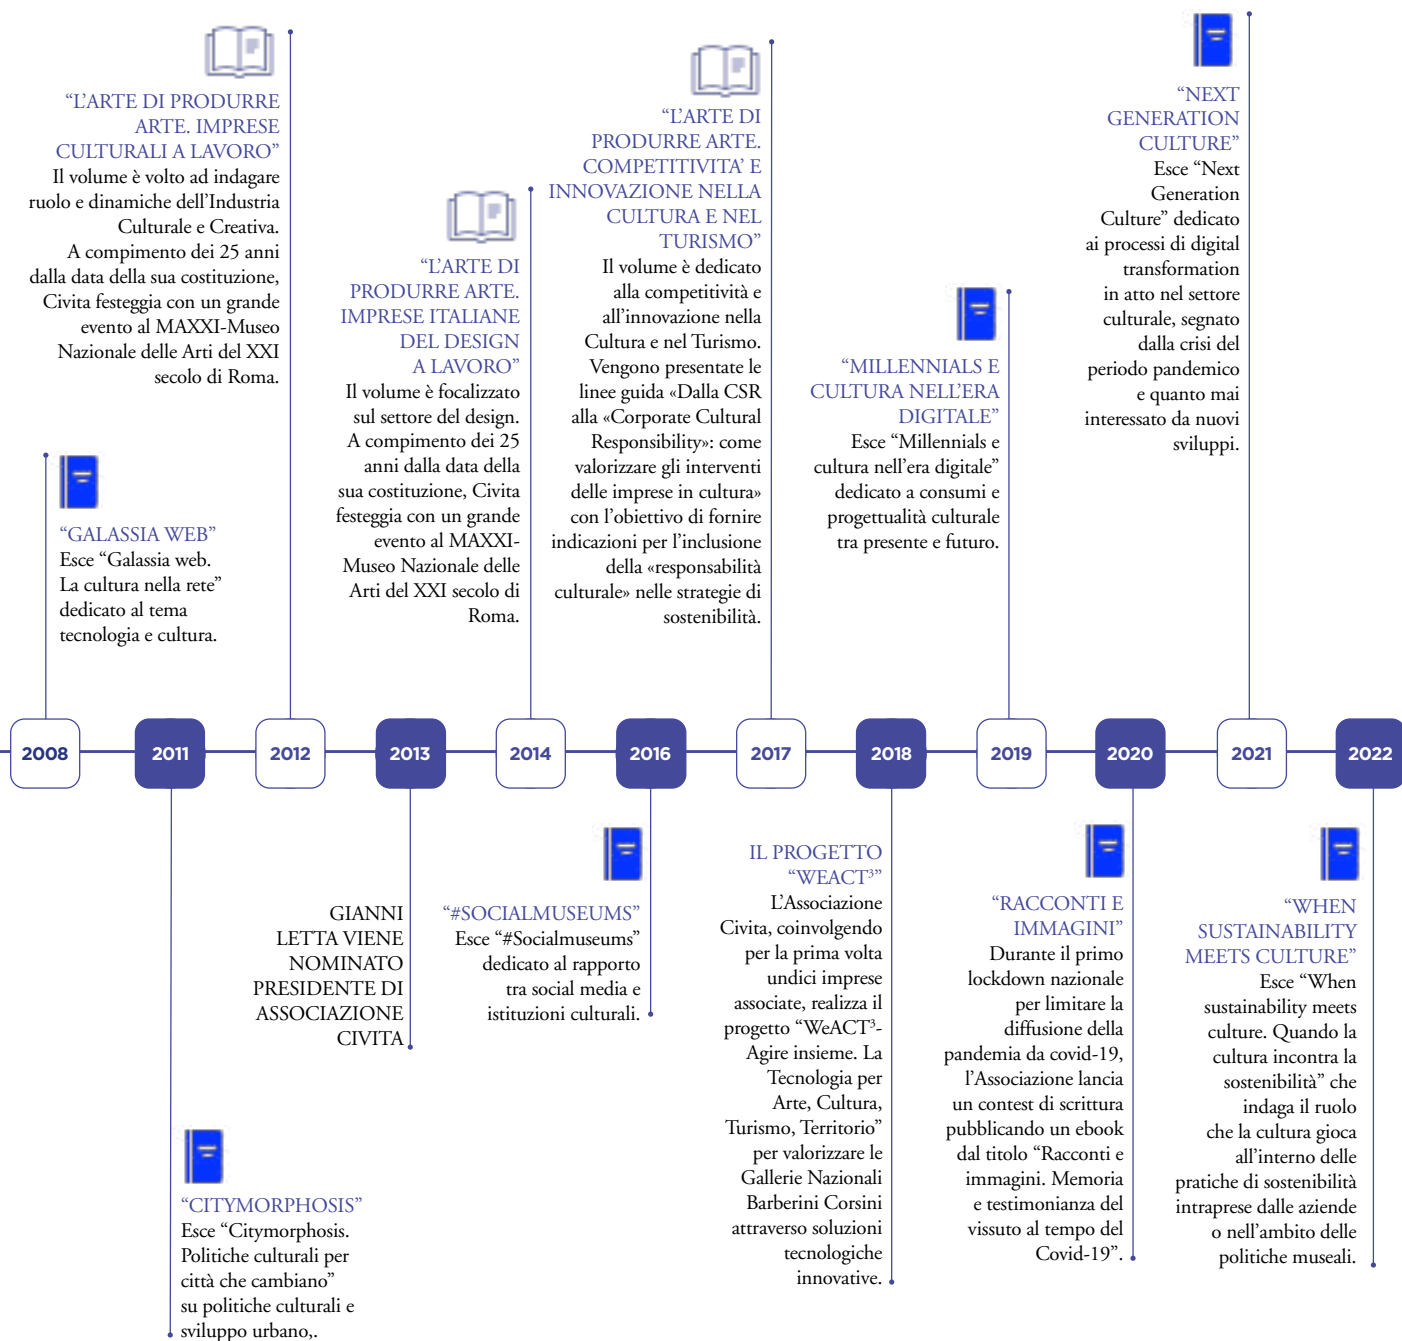 “L’ARTE DI PRODURRE
ARTE. IMPRESE
CULTURALI A LAVORO”
Il volume è volto ad indagare
ruolo e dinamiche dell’Industria
Culturale e Creativa.
A compimento dei 25 anni
dalla data della sua costituzione,
Civita festeggia con un grande
evento al MAXXI-Museo
Nazionale delle Arti del XXI
secolo di Roma.
“GALASSIA WEB”
Esce “Galassia web.
La cultura nella rete”
dedicato al tema
tecnologia e cultura.
“L’ARTE DI
PRODURRE ARTE.
IMPRESE ITALIANE
DEL DESIGN
A LAVORO”
Il volume è focalizzato
sul settore del design.
A compimento dei 25
anni dalla data della
sua costituzione, Civita
festeggia con un grande
evento al MAXXI-
Museo Nazionale delle
Arti del XXI secolo di
Roma.
“L’ARTE DI
PRODURRE ARTE.
COMPETITIVITA’ E
INNOVAZIONE NELLA
CULTURA E NEL
TURISMO”
Il volume è dedicato
alla competitività e
all’innovazione nella
Cultura e nel Turismo.
Vengono presentate le
linee guida «Dalla CSR
alla «Corporate Cultural
Responsibility»: come
valorizzare gli interventi
delle imprese in cultura»
con l’obiettivo di fornire
indicazioni per l’inclusione
della «responsabilità
culturale» nelle strategie di
sostenibilità.
“MILLENNIALS E
CULTURA NELL’ERA
DIGITALE”
Esce “Millennials e
cultura nell’era digitale”
dedicato a consumi e
progettualità culturale
tra presente e futuro.
“NEXT
GENERATION
CULTURE”
Esce “Next
Generation
Culture” dedicato
ai processi di digital
transformation
in atto nel settore
culturale, segnato
dalla crisi del
periodo pandemico
e quanto mai
interessato da nuovi
sviluppi.
2008
2011
2012
2013
2014
2016
2017
2018
2019
2020
2021
2022
“CITYMORPHOSIS”
Esce “Citymorphosis.
Politiche culturali per
città che cambiano”
su politiche culturali e
sviluppo urbano,.
GIANNI
LETTA VIENE
NOMINATO
PRESIDENTE DI
ASSOCIAZIONE
CIVITA
“#SOCIALMUSEUMS”
Esce “#Socialmuseums”
dedicato al rapporto
tra social media e
istituzioni culturali.
IL PROGETTO
“WEACT³”
L’Associazione
Civita, coinvolgendo
per la prima volta
undici imprese
associate, realizza il
progetto “WeACT³-
Agire insieme. La
Tecnologia per
Arte, Cultura,
Turismo, Territorio”
per valorizzare le
Gallerie Nazionali
Barberini Corsini
attraverso soluzioni
tecnologiche
innovative.
“RACCONTI E
IMMAGINI”
Durante il primo
lockdown nazionale
per limitare la
diffusione della
pandemia da covid-19,
l’Associazione lancia
un contest di scrittura
pubblicando un ebook
dal titolo “Racconti e
immagini. Memoria
e testimonianza del
vissuto al tempo del
Covid-19”.
“WHEN
SUSTAINABILITY
MEETS CULTURE”
Esce “When
sustainability meets
culture. Quando la
cultura incontra la
sostenibilità” che
indaga il ruolo
che la cultura gioca
all’interno delle
pratiche di sostenibilità
intraprese dalle aziende
o nell’ambito delle
politiche museali.